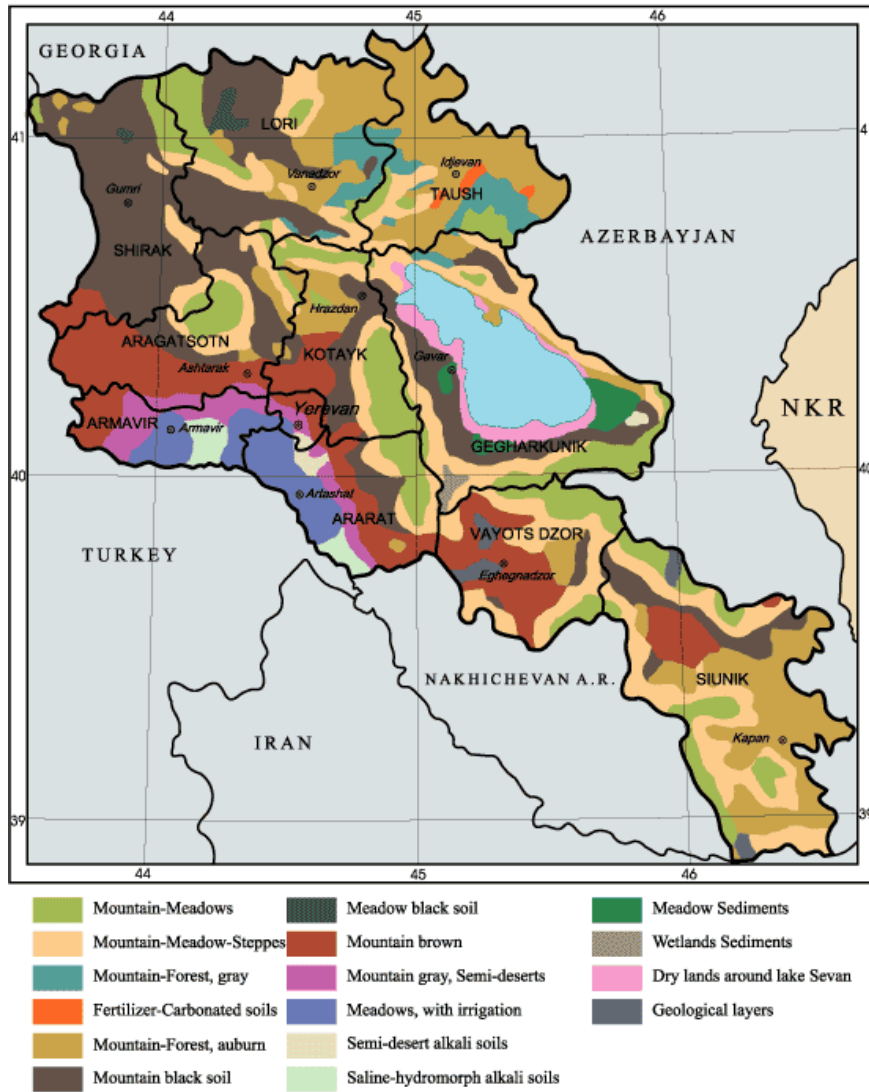 44
45
46
GEORGIA
41
LORI
41
Idjevan
Vanadzor
Gumri
TAUSH
AZERBAYJAN
SHIRAK
Hrazdan
ARAGATSOTN
KOTAYK
Gavar
Ashtarak
NKR
ARMAVIR
Yerevan
Armavir
GEGHARKUNIK
40
40
Artashat
ARARAT
VAYOTS DZOR
TURKEY
Eghegnadzor
NAKHICHEVAN A.R.
SIUNIK
IRAN
Kapan
39
39
44
45
46
Mountain-Meadows
Mountain-Meadow-Steppes
Mountain-Forest, gray
Fertilizer-Carbonated soils
Mountain-Forest, auburn
Mountain black soil
Meadow black soil
Mountain brown
Mountain gray, Semi-deserts
Meadows, with irrigation
Semi-desert alkali soils
Saline-hydromorph alkali soils
Meadow Sediments
Wetlands Sediments
Dry lands around lake Sevan
Geological layers